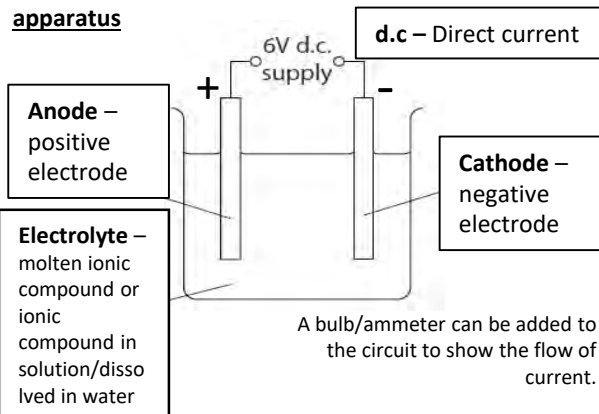 apparatus
6V d.c.
supply
d.c – Direct current
+
-
Anode –
positive
electrode
Cathode –
negative
electrode
Electrolyte –
molten ionic
compound or
ionic
compound in
solution/disso
lved in water
A bulb/ammeter can be added to
the circuit to show the flow of
current.